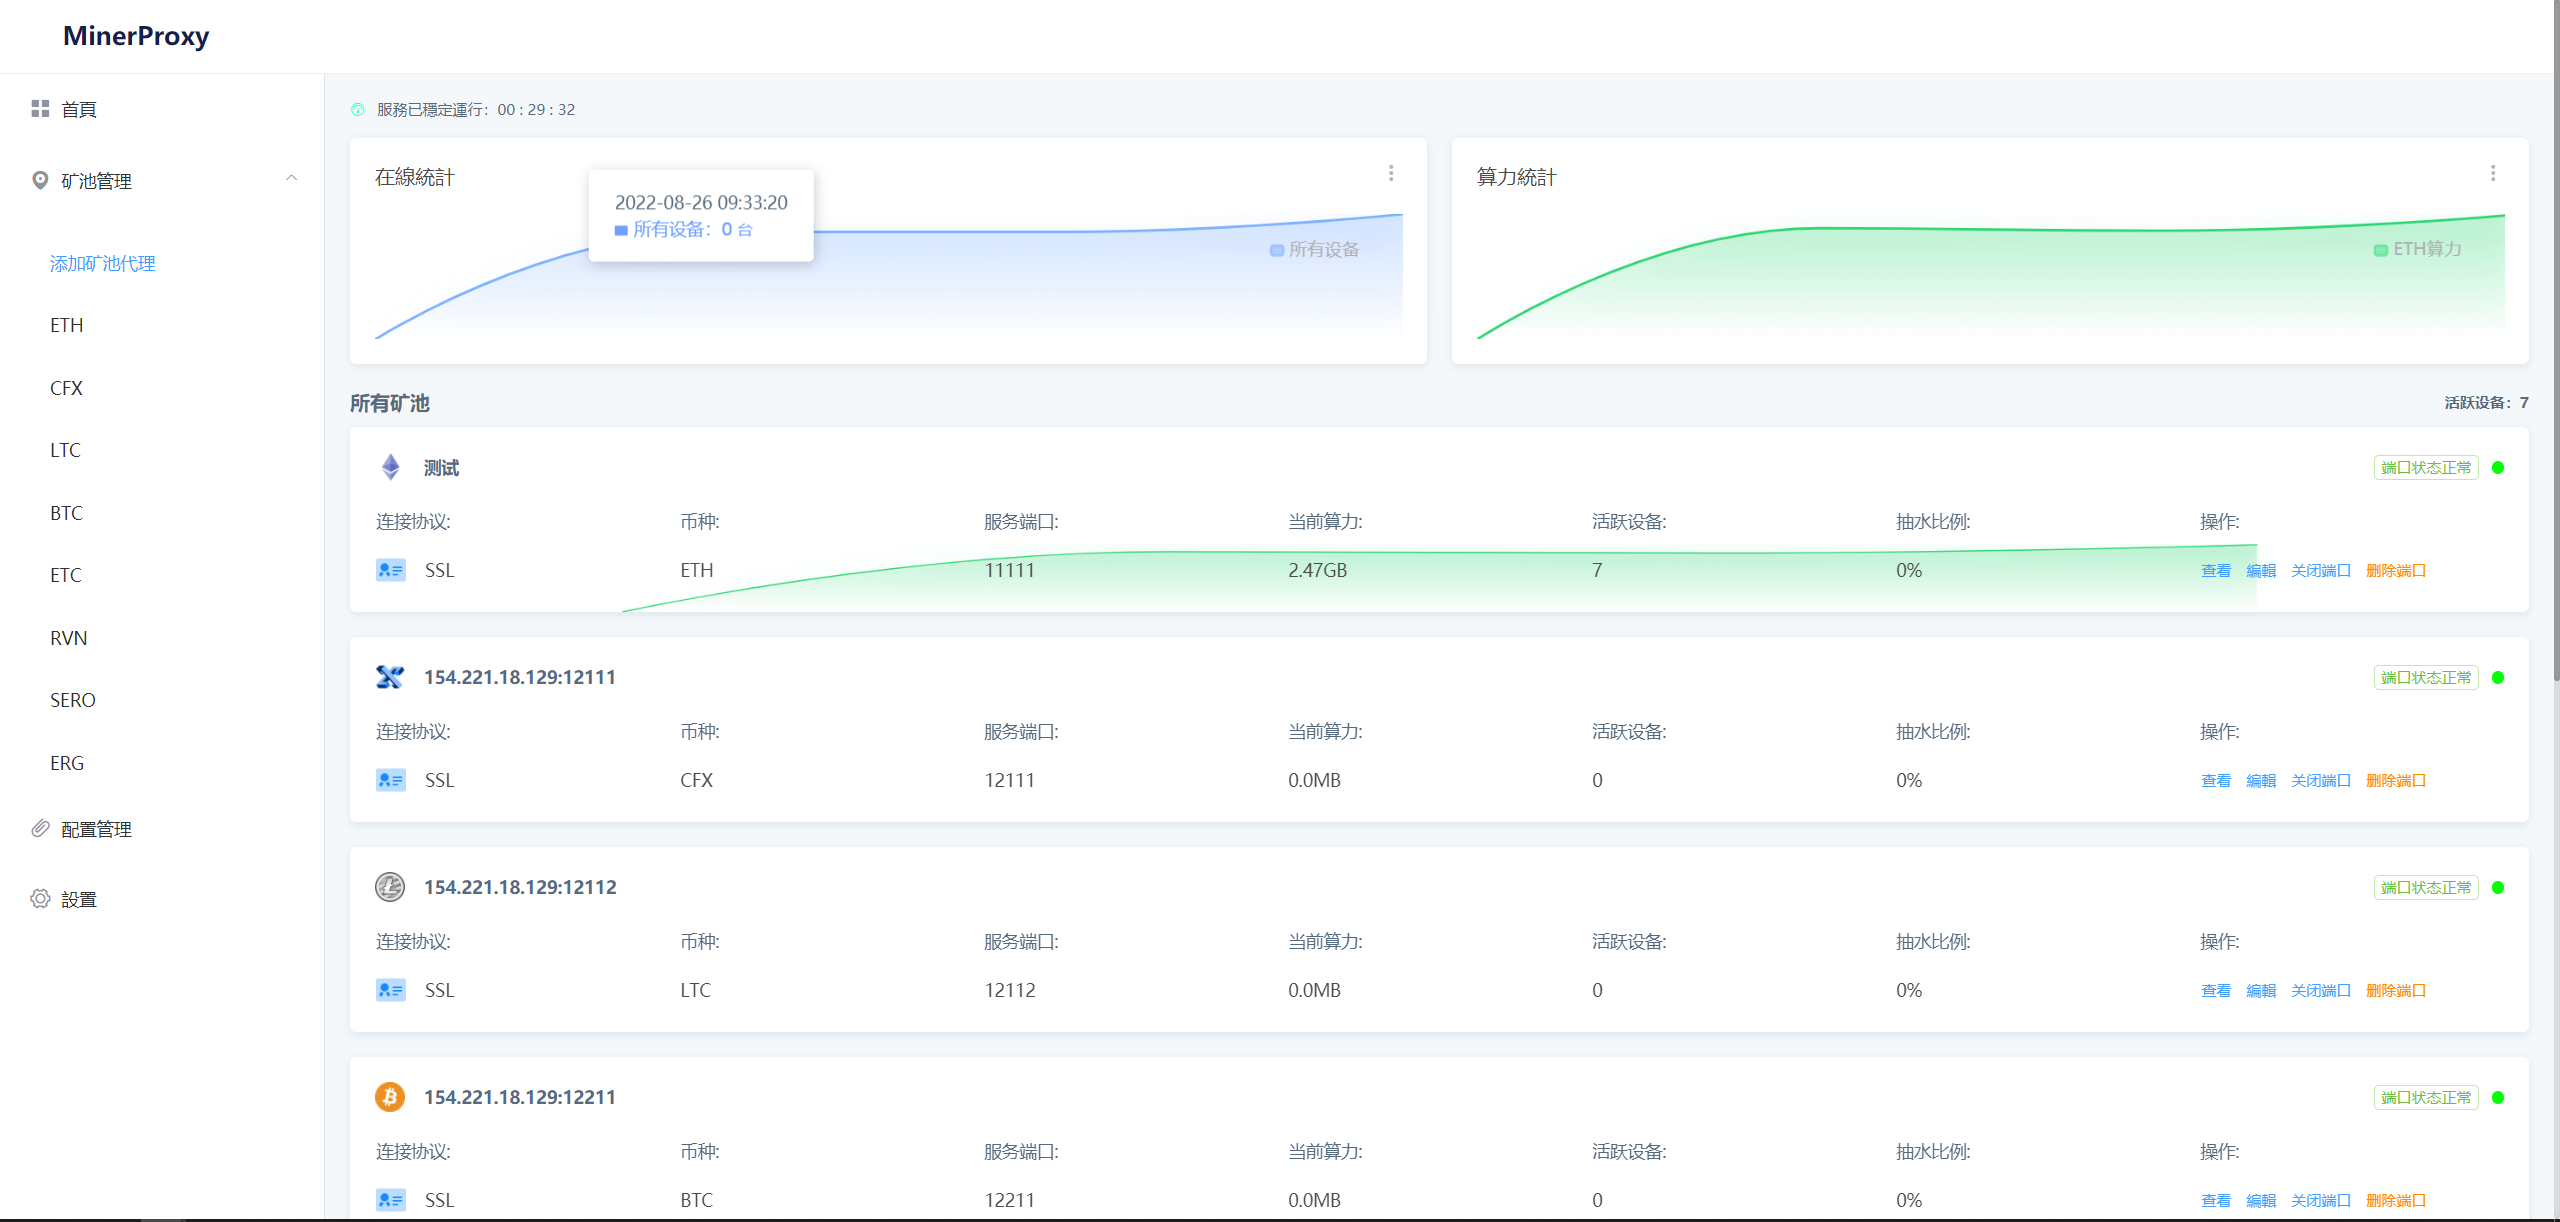 MinerProxy
首頁
矿池管理
添加矿池代理
ETH
CFX
LTC
BTC
ETC
RVN
SERO
ERG
配置管理
設置
服務已穩定運行：00 : 29 : 32
在線統計
2022-08-26 09:33:20
所有设备：0 台
所有设备
算力統計
ETH算力
所有矿池
活跃设备：7
测试
端口状态正常
连接协议: 币种: 服务端口: 当前算力: 活跃设备: 抽水比例: 操作:
SSL ETH 11111 2.47GB 7 0% 查看 编輯 关闭端口 删除端口
154.221.18.129:12111
端口状态正常
连接协议: 币种: 服务端口: 当前算力: 活跃设备: 抽水比例: 操作:
SSL CFX 12111 0.0MB 0 0% 查看 编輯 关闭端口 删除端口
154.221.18.129:12112
端口状态正常
连接协议: 币种: 服务端口: 当前算力: 活跃设备: 抽水比例: 操作:
SSL LTC 12112 0.0MB 0 0% 查看 编輯 关闭端口 删除端口
154.221.18.129:12211
端口状态正常
连接协议: 币种: 服务端口: 当前算力: 活跃设备: 抽水比例: 操作:
SSL BTC 12211 0.0MB 0 0% 查看 编輯 关闭端口 删除端口